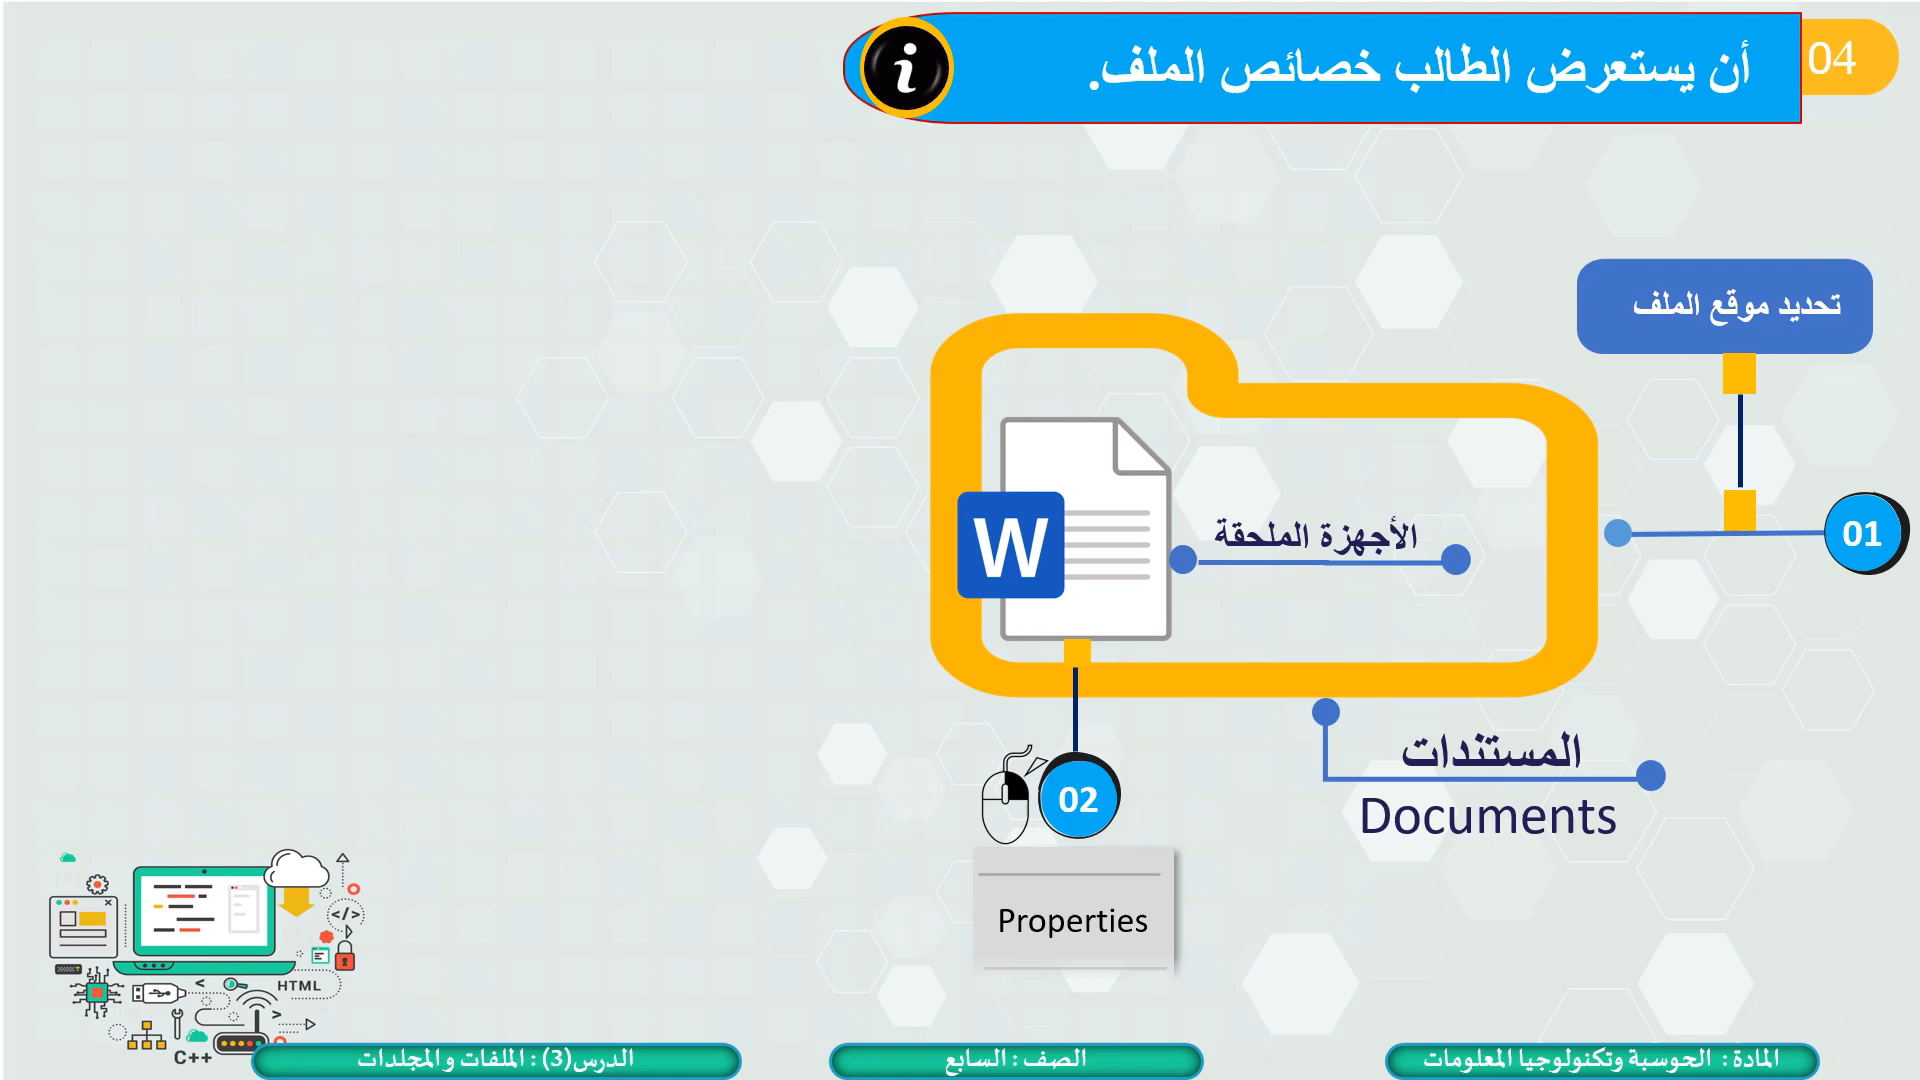 04
أن يستعرض الطالب خصائص الملف.
i
تحديد موقع الملف
01
الأجهزة الملحقة
W
المستندات
Documents
02
Properties
</>
HTML
C++
المادة : الحوسبة وتكنولوجيا المعلومات
الصف : السابع
الدرس(3) : الملفات و المجلدات